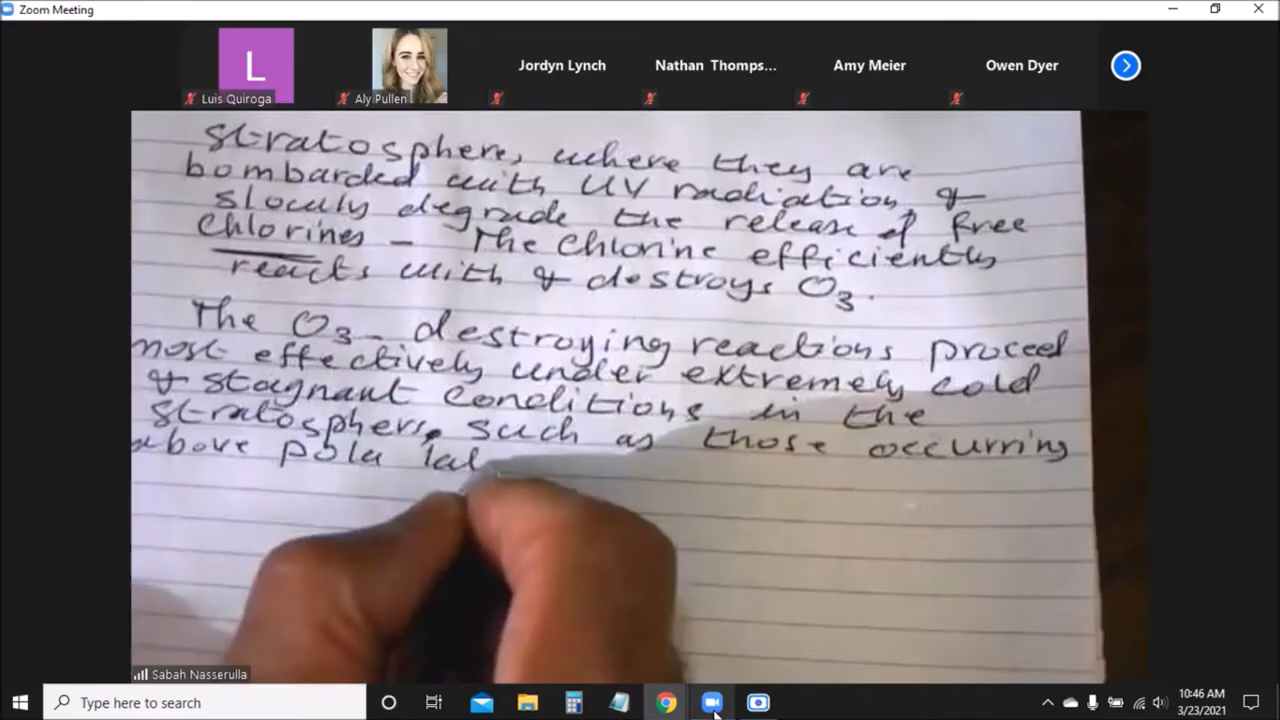 Zoom Meeting
L
Luis Quiroga
Aly Pullen
Jordyn Lynch
Nathan Thomps...
Amy Meier
Owen Dyer
stratosphere, where they are
bombarded with UV radiation, &
slowly degrade the release of free
Chlorines - The Chlorine efficiently
reacts with & destroys O3.
The O3 - destroying reactions proceed
most effectively under extremely cold
& stagnant conditions in the
stratosphere, such as those occurring
above pola lat
Sabah Nasserulla
Type here to search
10:46 AM
3/23/2021